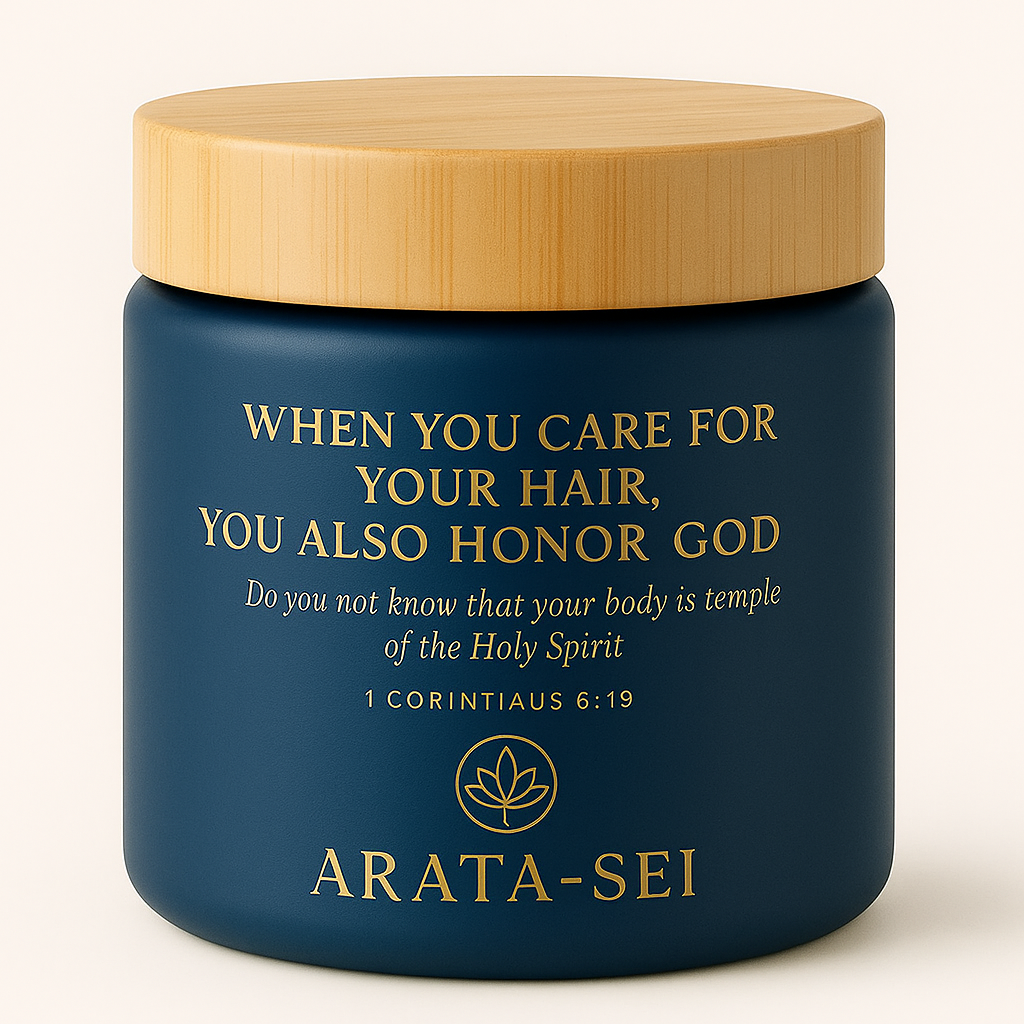 WHEN YOU CARE FOR
YOUR HAIR,
YOU ALSO HONOR GOD
Do you not know that your body is temple
of the Holy Spirit
1 CORINTIAUS 6:19
ARATA-SEI